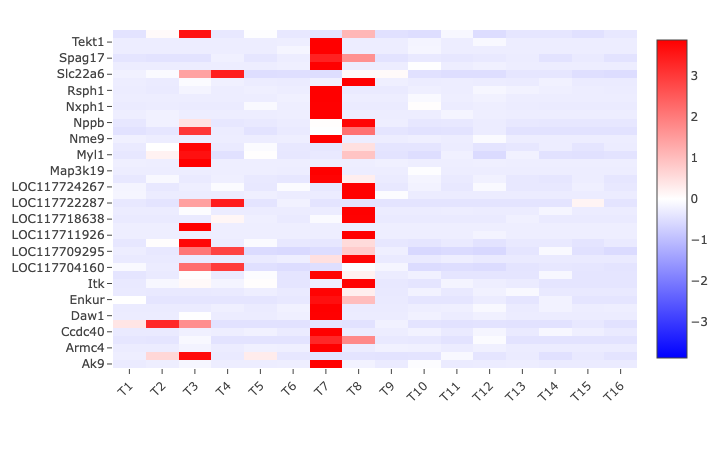 Tekt1
Spag17
Slc22a6
Rsph1
Nxph1
Nppb
Nme9
Myl1
Map3k19
LOC117724267
LOC117722287
LOC117718638
LOC117711926
LOC117709295
LOC117704160
Itk
Enkur
Daw1
Ccdc40
Armc4
Ak9
T1 T2 T3 T4 T5 T6 T7 T8 T9 T10 T11 T12 T13 T14 T15 T16
3
2
1
0
−1
−2
−3